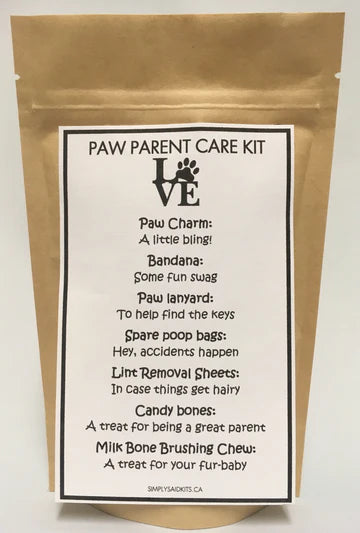 PAW PARENT CARE KIT
L🐾
VE
Paw Charm:
A little bling!
Bandana:
Some fun swag
Paw lanyard:
To help find the keys
Spare poop bags:
Hey, accidents happen
Lint Removal Sheets:
In case things get hairy
Candy bones:
A treat for being a great parent
Milk Bone Brushing Chew:
A treat for your fur-baby
SIMPLYSAIDKITS.CA